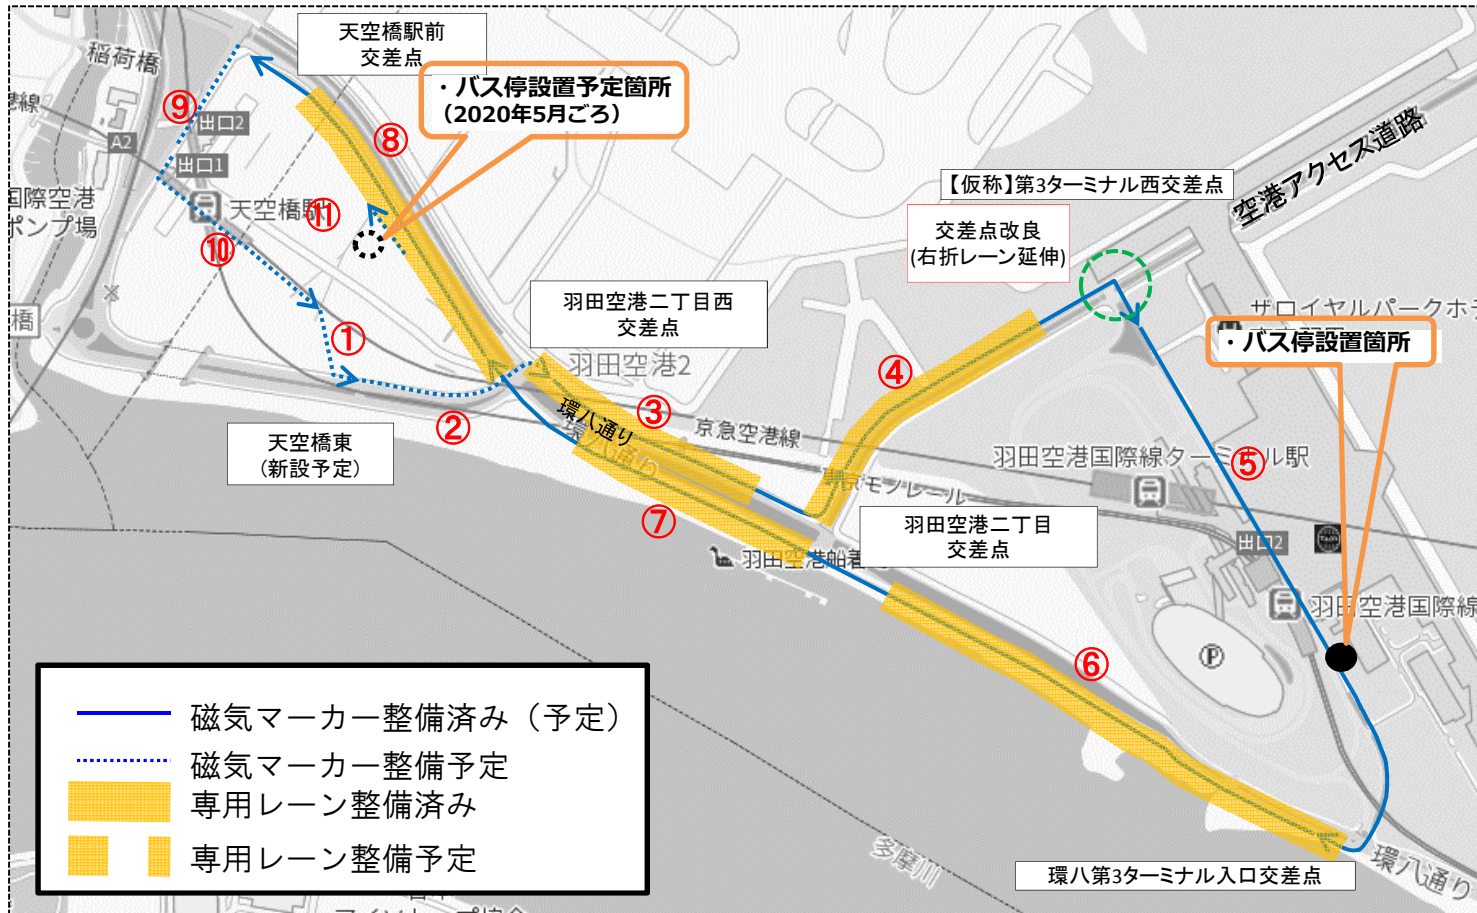 天空橋駅前
交差点
稲荷橋
・バス停設置予定箇所
（2020年5月ごろ）
⑨
出口2
⑧
A2
出口1
空港アクセス道路
【仮称】第3ターミナル西交差点
国際空港
ポンプ場
天空橋駅
⑪
⑩
交差点改良
(右折レーン延伸)
羽田空港二丁目西
交差点
ザロイヤルパークホテ
橋
①
・バス停設置箇所
羽田空港2
④
③
環八通り
②
京急空港線
天空橋東
（新設予定）
羽田空港国際線ターミナル駅
⑤
東京モノレール
⑦
羽田空港二丁目
交差点
出口2
羽田空港船着
羽田空港国際線
P
⑥
磁気マーカー整備済み（予定）
磁気マーカー整備予定
専用レーン整備済み
専用レーン整備予定
多摩川
環八第3ターミナル入口交差点
環八通り